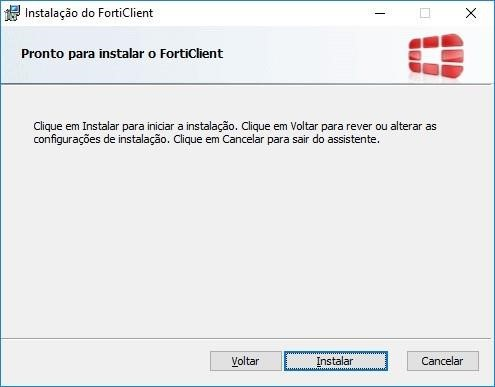 Instalação do FortiClient
Pronto para instalar o FortiClient
Clique em Instalar para iniciar a instalação. Clique em Voltar para rever ou alterar as
configurações de instalação. Clique em Cancelar para sair do assistente.
Voltar
Instalar
Cancelar